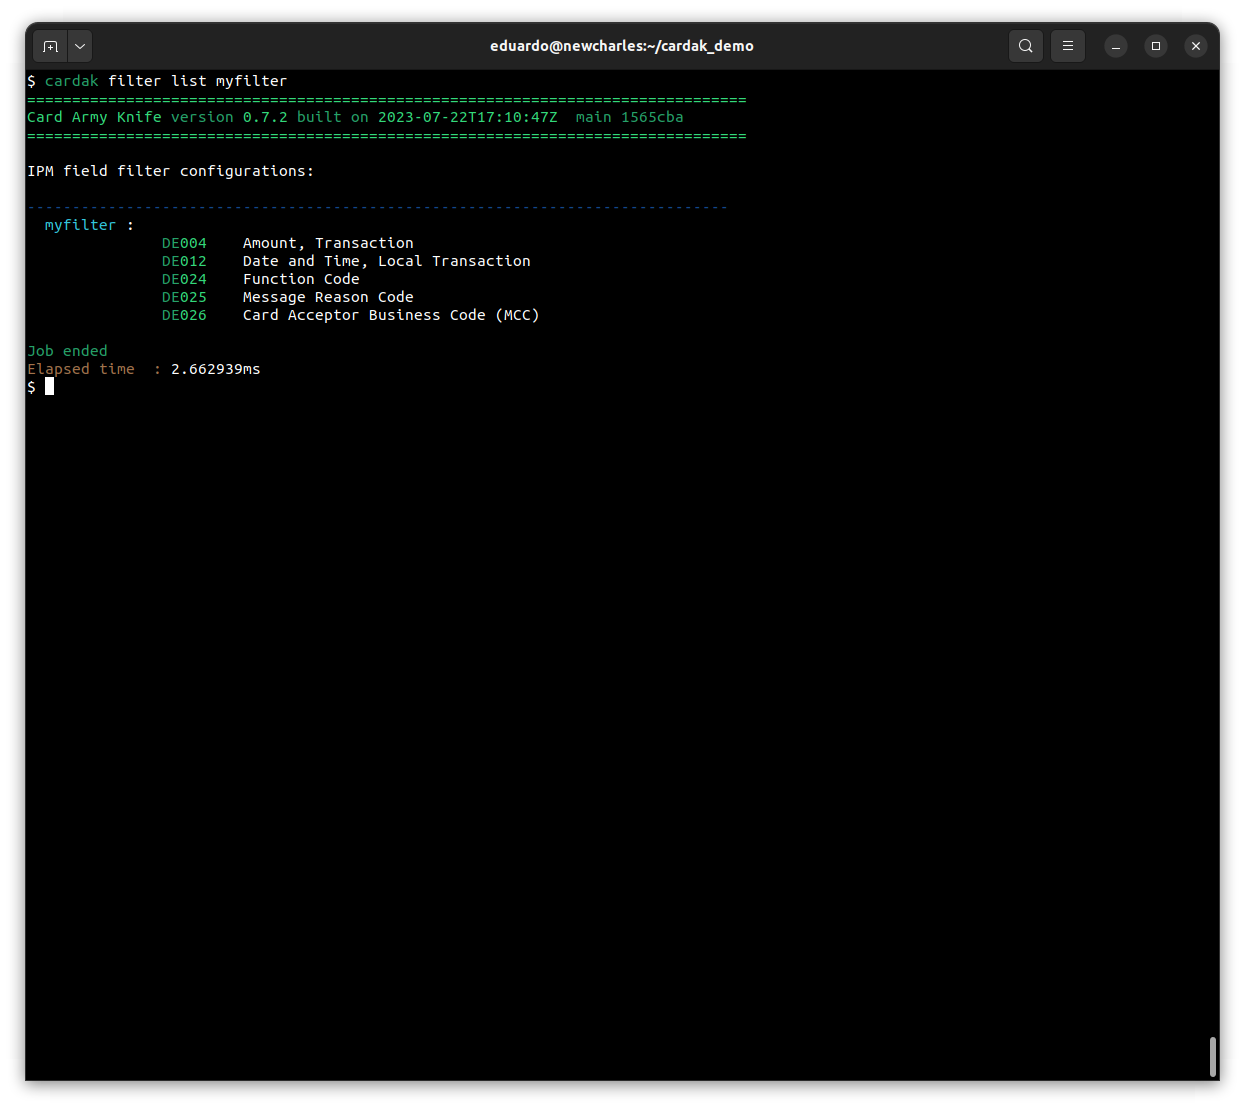 eduardo@newcharles:~/cardak_demo
$ cardak filter list myfilter
================================================================================
Card Army Knife version 0.7.2 built on 2023-07-22T17:10:47Z  main 1565cba
================================================================================
IPM field filter configurations:
------------------------------------------------------------------------------
myfilter :
DE004    Amount, Transaction
DE012    Date and Time, Local Transaction
DE024    Function Code
DE025    Message Reason Code
DE026    Card Acceptor Business Code (MCC)
Job ended
Elapsed time  : 2.662939ms
$